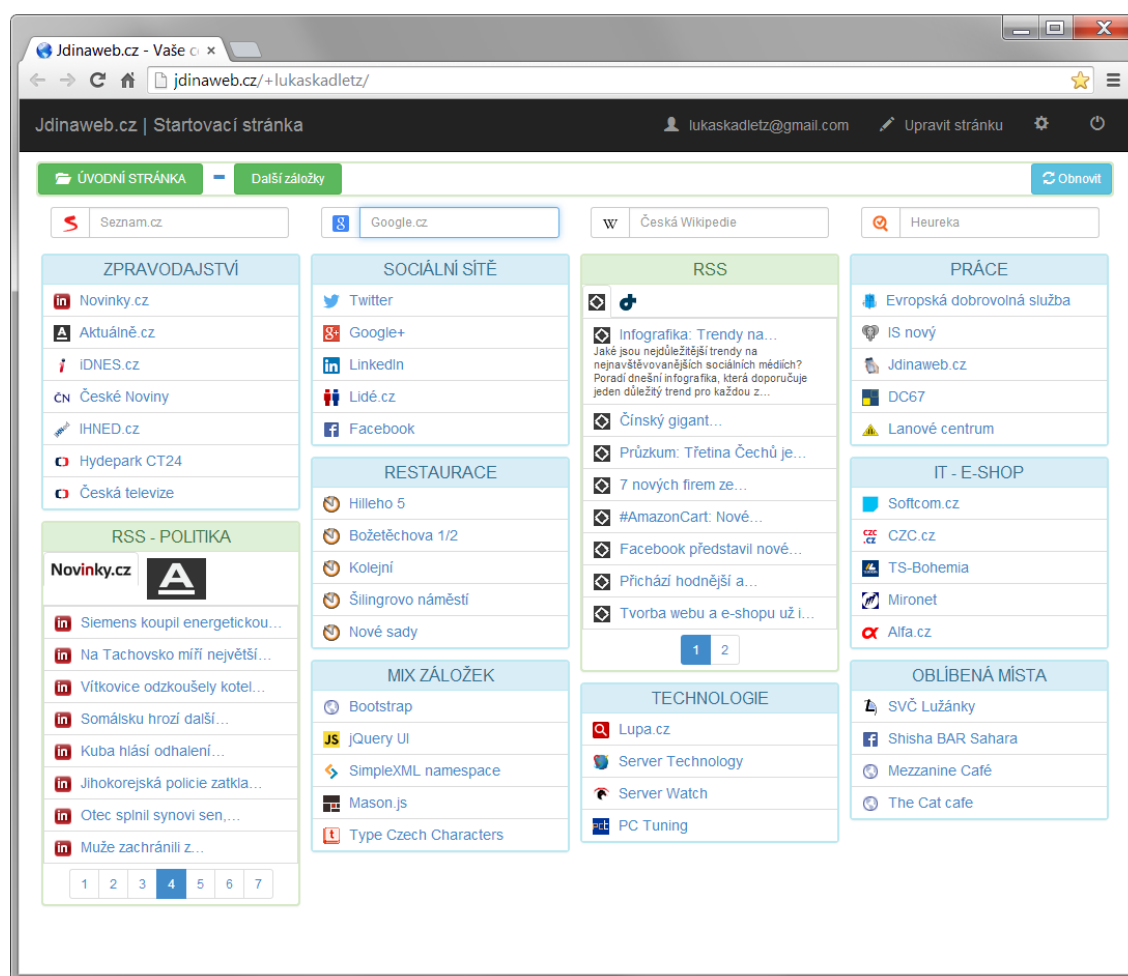 Jdinaweb.cz - Vaše c
jdinaweb.cz/+lukaskadletz/
Jdinaweb.cz | Startovací stránka
lukaskadletz@gmail.com
Upravit stránku
ÚVODNÍ STRÁNKA
Další záložky
Obnovit
Seznam.cz
Google.cz
Česká Wikipedie
Heureka
ZPRAVODAJSTVÍ
Novinky.cz
Aktuálně.cz
iDNES.cz
ČN České Noviny
IHNED.cz
Hydepark CT24
Česká televize
RSS - POLITIKA
Novinky.cz
Siemens koupil energetickou...
Na Tachovsko míří největší...
Vítkovice odzkoušely kotel...
Somálsku hrozí další...
Kuba hlásí odhalení...
Jihokorejská policie zatkla...
Otec splnil synovi sen,...
Muže zachránili z...
1 2 3 4 5 6 7
SOCIÁLNÍ SÍTĚ
Twitter
Google+
LinkedIn
Lidé.cz
Facebook
RESTAURACE
Hilleho 5
Božetěchova 1/2
Kolejní
Šilingrovo náměstí
Nové sady
MIX ZÁLOŽEK
Bootstrap
JS jQuery UI
SimpleXML namespace
Mason.js
Type Czech Characters
RSS
Infografika: Trendy na...
Jaké jsou nejdůležitější trendy na
nejnavštěvovanějších sociálních médiích?
Poradí dnešní infografika, která doporučuje
jeden důležitý trend pro každou z...
Čínský gigant...
Průzkum: Třetina Čechů je...
7 nových firem ze...
#AmazonCart: Nové...
Facebook představil nové...
Přichází hodnější a...
Tvorba webu a e-shopu už i...
1 2
TECHNOLOGIE
Lupa.cz
Server Technology
Server Watch
pct PC Tuning
PRÁCE
Evropská dobrovolná služba
IS nový
Jdinaweb.cz
DC67
Lanové centrum
IT - E-SHOP
Softcom.cz
CZC.cz
TS-Bohemia
Mironet
Alfa.cz
OBLÍBENÁ MÍSTA
SVČ Lužánky
Shisha BAR Sahara
Mezzanine Café
The Cat cafe